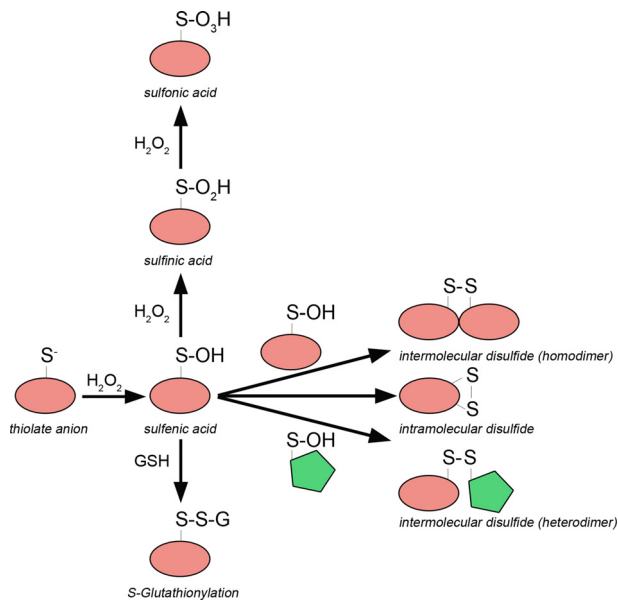 S-O₃H
sulfonic acid
H₂O₂
S-O₂H
sulfinic acid
H₂O₂
S-OH
S-S
intermolecular disulfide (homodimer)
S⁻
H₂O₂
S-OH
S
S
thiolate anion
sulfenic acid
intramolecular disulfide
GSH
S-OH
S-S
intermolecular disulfide (heterodimer)
S-S-G
S-Glutathionylation